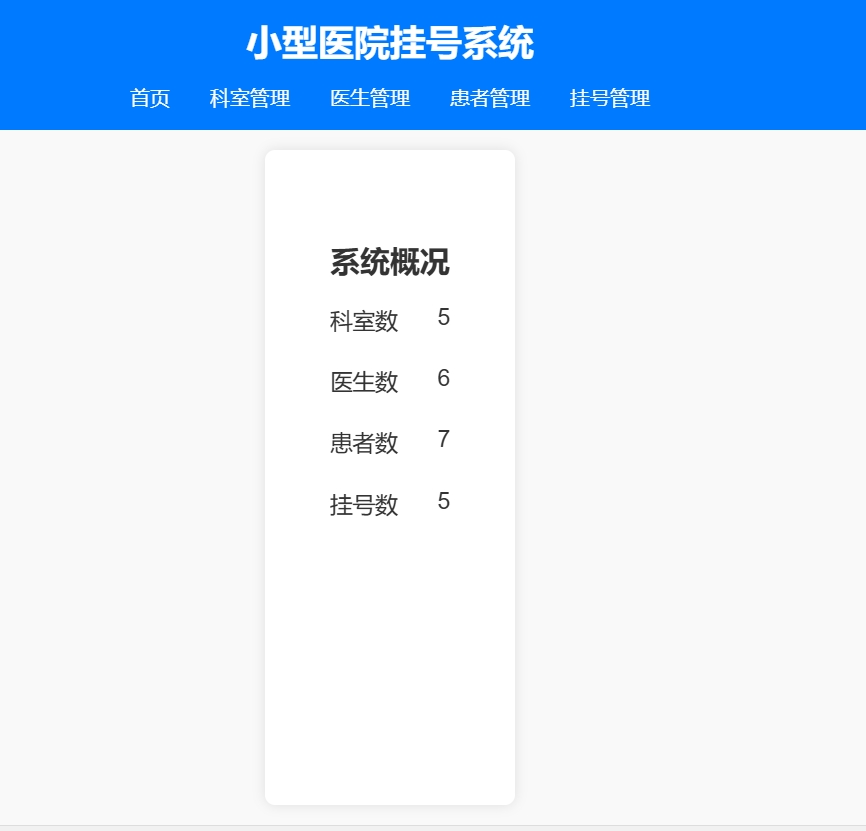 小型医院挂号系统
首页 科室管理 医生管理 患者管理 挂号管理
系统概况
科室数 5
医生数 6
患者数 7
挂号数 5